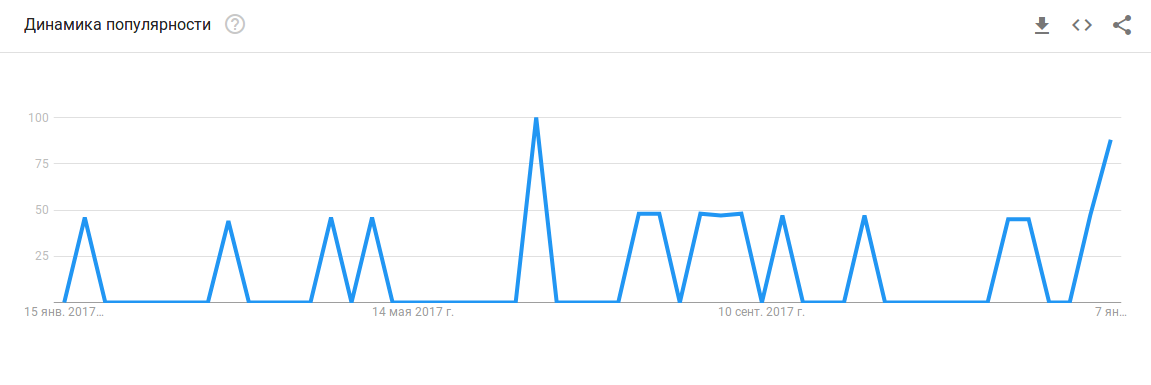 Динамика популярности
100
75
50
25
15 янв. 2017… 14 мая 2017 г. 10 сент. 2017 г. 7 ян…